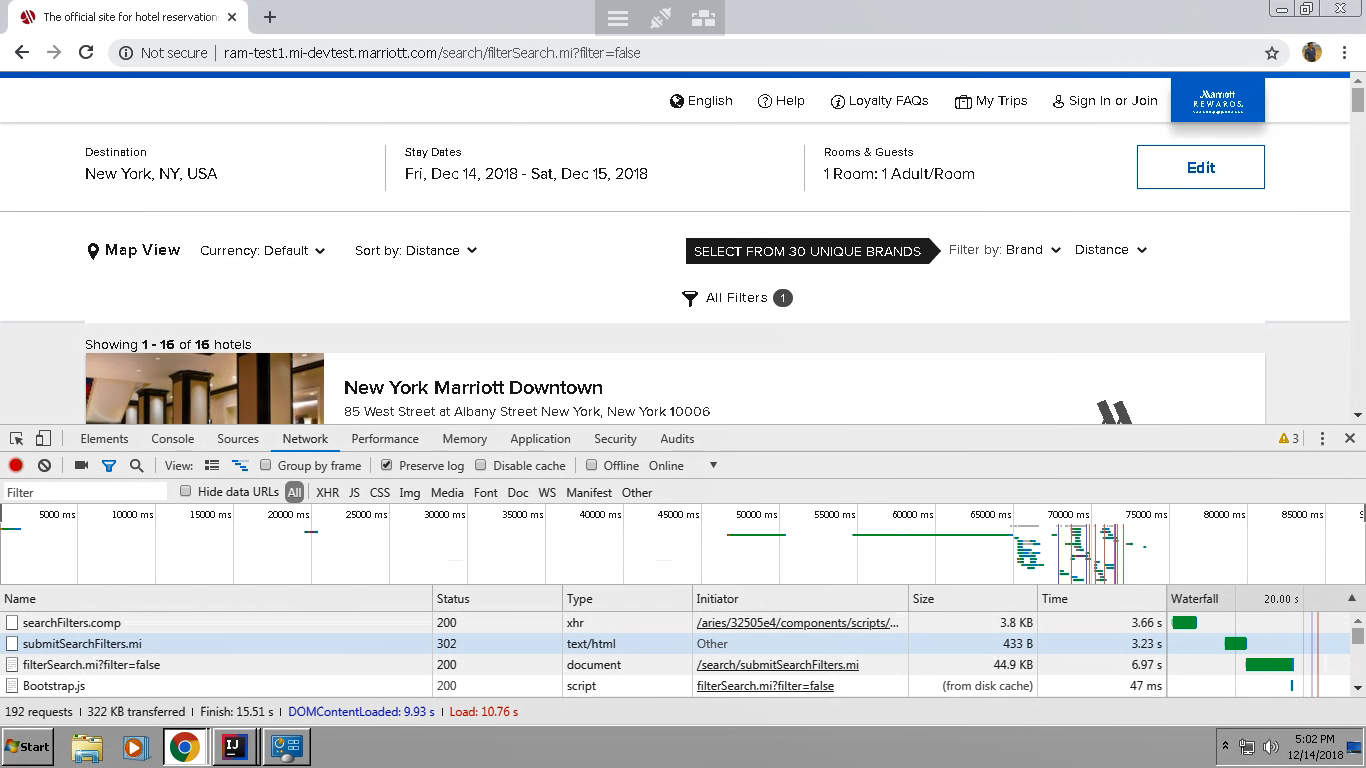 The official site for hotel reservation
Not secure | ram-test1.mi-devtest.marriott.com/search/filterSearch.mi?filter=false
English Help Loyalty FAQs My Trips Sign In or Join Marriott
REWARDS.
Destination Stay Dates Rooms & Guests
New York, NY, USA Fri, Dec 14, 2018 - Sat, Dec 15, 2018 1 Room: 1 Adult/Room Edit
Map View Currency: Default Sort by: Distance SELECT FROM 30 UNIQUE BRANDS Filter by: Brand Distance
All Filters 1
Showing 1 - 16 of 16 hotels
New York Marriott Downtown
85 West Street at Albany Street New York, New York 10006
Elements Console Sources Network Performance Memory Application Security Audits 3
View: Group by frame Preserve log Disable cache Offline Online
Filter Hide data URLs All XHR JS CSS Img Media Font Doc WS Manifest Other
5000 ms 10000 ms 15000 ms 20000 ms 25000 ms 30000 ms 35000 ms 40000 ms 45000 ms 50000 ms 55000 ms 60000 ms 65000 ms 70000 ms 75000 ms 80000 ms 85000 ms
Name Status Type Initiator Size Time Waterfall 20.00 s
searchFilters.comp 200 xhr /aries/32505e4/components/scripts/... 3.8 KB 3.66 s
submitSearchFilters.mi 302 text/html Other 433 B 3.23 s
filterSearch.mi?filter=false 200 document /search/submitSearchFilters.mi 44.9 KB 6.97 s
Bootstrap.js 200 script filterSearch.mi?filter=false (from disk cache) 47 ms
192 requests | 322 KB transferred | Finish: 15.51 s | DOMContentLoaded: 9.93 s | Load: 10.76 s
Start IJ 5:02 PM
12/14/2018